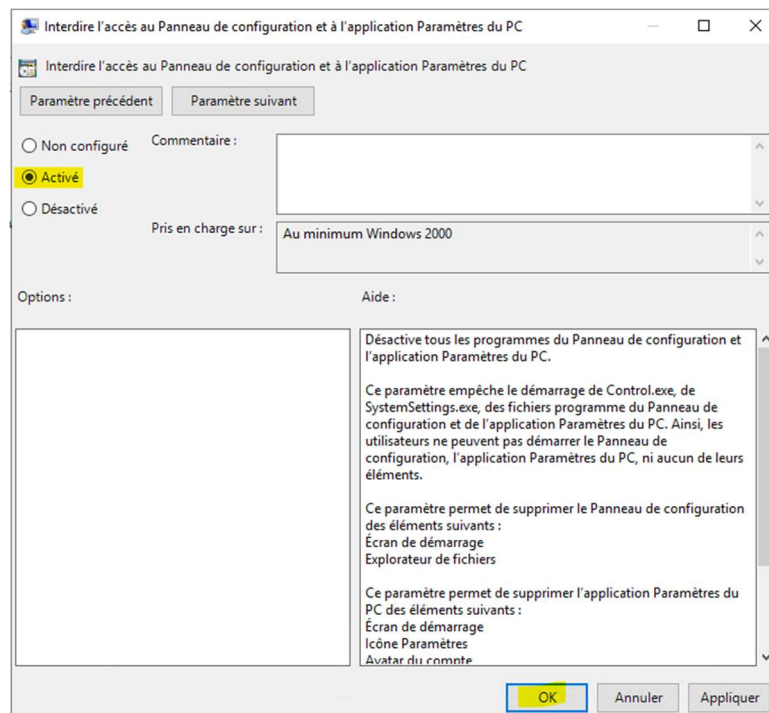 Interdire l'accès au Panneau de configuration et à l'application Paramètres du PC
Interdire l'accès au Panneau de configuration et à l'application Paramètres du PC
Paramètre précédent
Paramètre suivant
Non configuré
Commentaire :
Activé
Désactivé
Pris en charge sur :
Au minimum Windows 2000
Options :
Aide :
Désactive tous les programmes du Panneau de configuration et
l'application Paramètres du PC.
Ce paramètre empêche le démarrage de Control.exe, de
SystemSettings.exe, des fichiers programme du Panneau de
configuration et de l'application Paramètres du PC. Ainsi, les
utilisateurs ne peuvent pas démarrer le Panneau de
configuration, l'application Paramètres du PC, ni aucun de leurs
éléments.
Ce paramètre permet de supprimer le Panneau de configuration
des éléments suivants :
Écran de démarrage
Explorateur de fichiers
Ce paramètre permet de supprimer l'application Paramètres du
PC des éléments suivants :
Écran de démarrage
Icône Paramètres
Avatar du compte
OK
Annuler
Appliquer